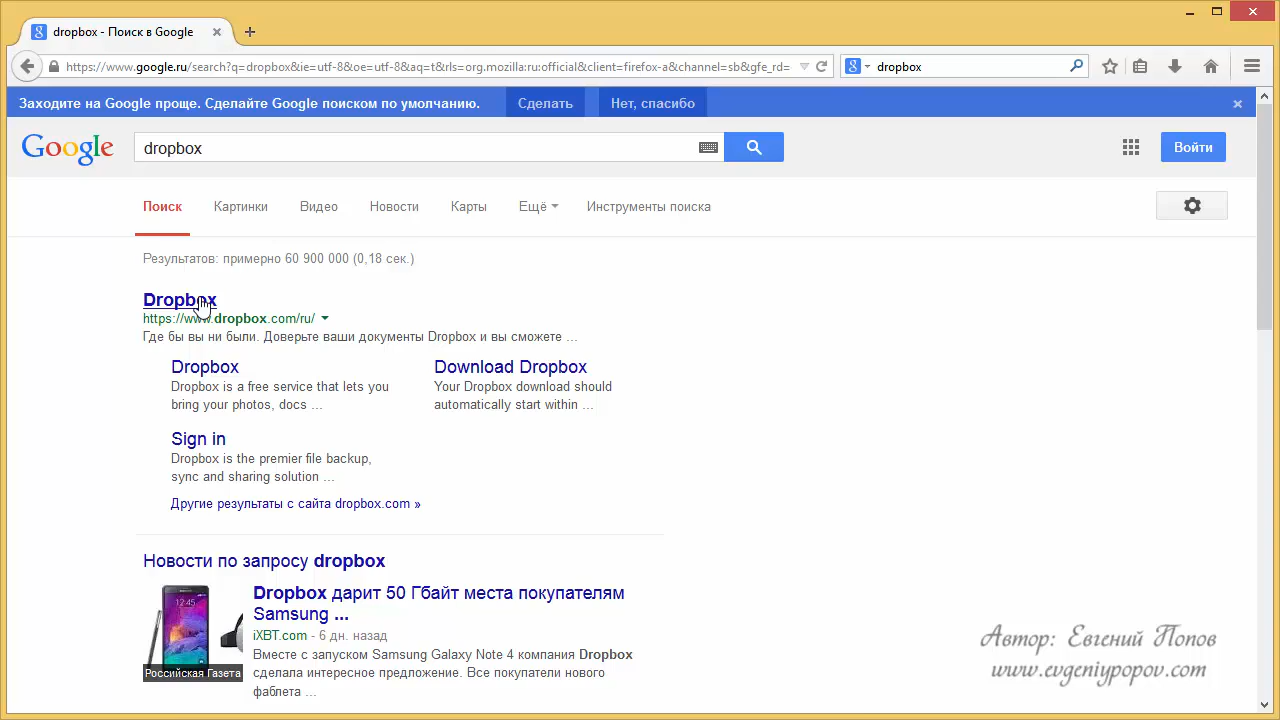 dropbox - Поиск в Google
https://www.google.ru/search?q=dropbox&ie=utf-8&oe=utf-8&aq=t&rls=org.mozilla:ru:official&client=firefox-a&channel=sb&gfe_rd=
dropbox
Заходите на Google проще. Сделайте Google поиском по умолчанию.
Сделать
Нет, спасибо
Google
dropbox
Войти
Поиск
Картинки
Видео
Новости
Карты
Ещё
Инструменты поиска
Результатов: примерно 60 900 000 (0,18 сек.)
Dropbox
https://www.dropbox.com/ru/
Где бы вы ни были. Доверьте ваши документы Dropbox и вы сможете ...
Dropbox
Dropbox is a free service that lets you
bring your photos, docs ...
Download Dropbox
Your Dropbox download should
automatically start within ...
Sign in
Dropbox is the premier file backup,
sync and sharing solution ...
Другие результаты с сайта dropbox.com »
Новости по запросу dropbox
Dropbox дарит 50 Гбайт места покупателям
Samsung ...
iXBT.com - 6 дн. назад
Вместе с запуском Samsung Galaxy Note 4 компания Dropbox
сделала интересное предложение. Все покупатели нового
фаблета ...
12:45
Российская Газета
Автор: Евгений Попов
www.evgeniypopov.com